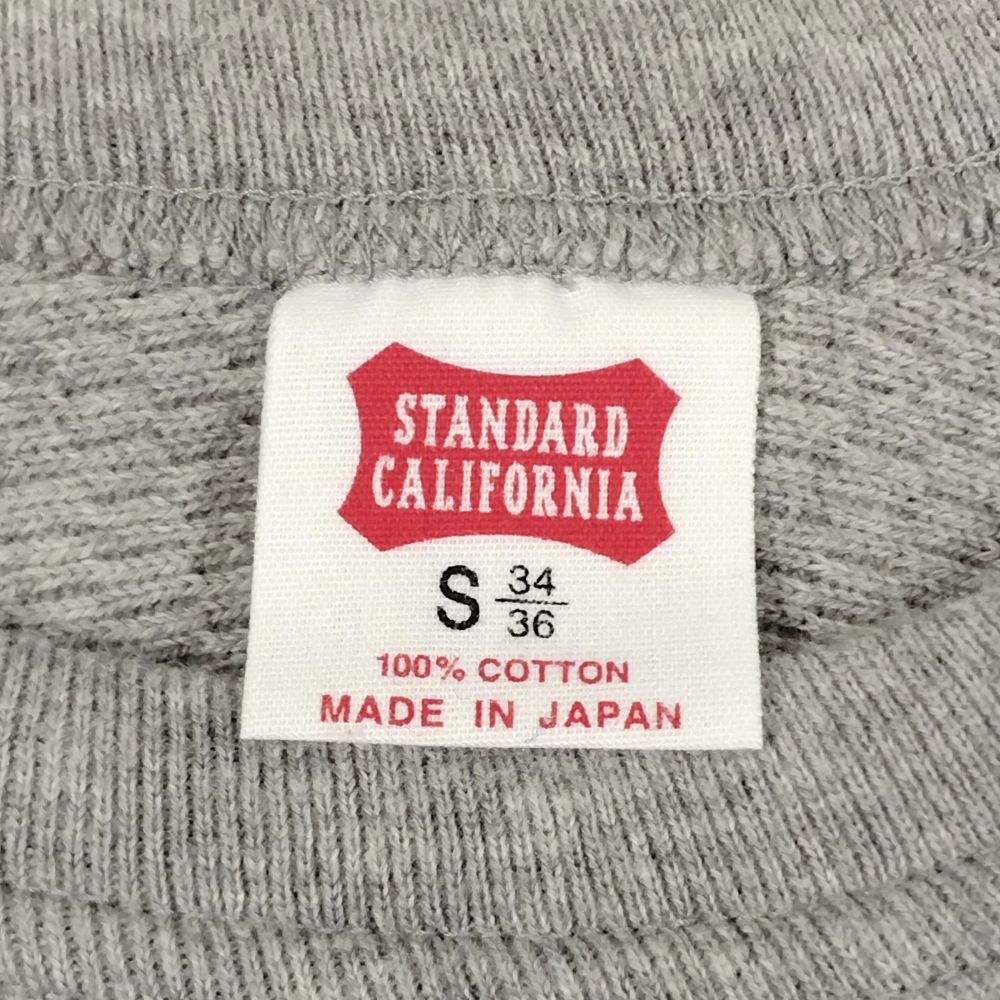 STANDARD
CALIFORNIA
S 34/36
100% COTTON
MADE IN JAPAN